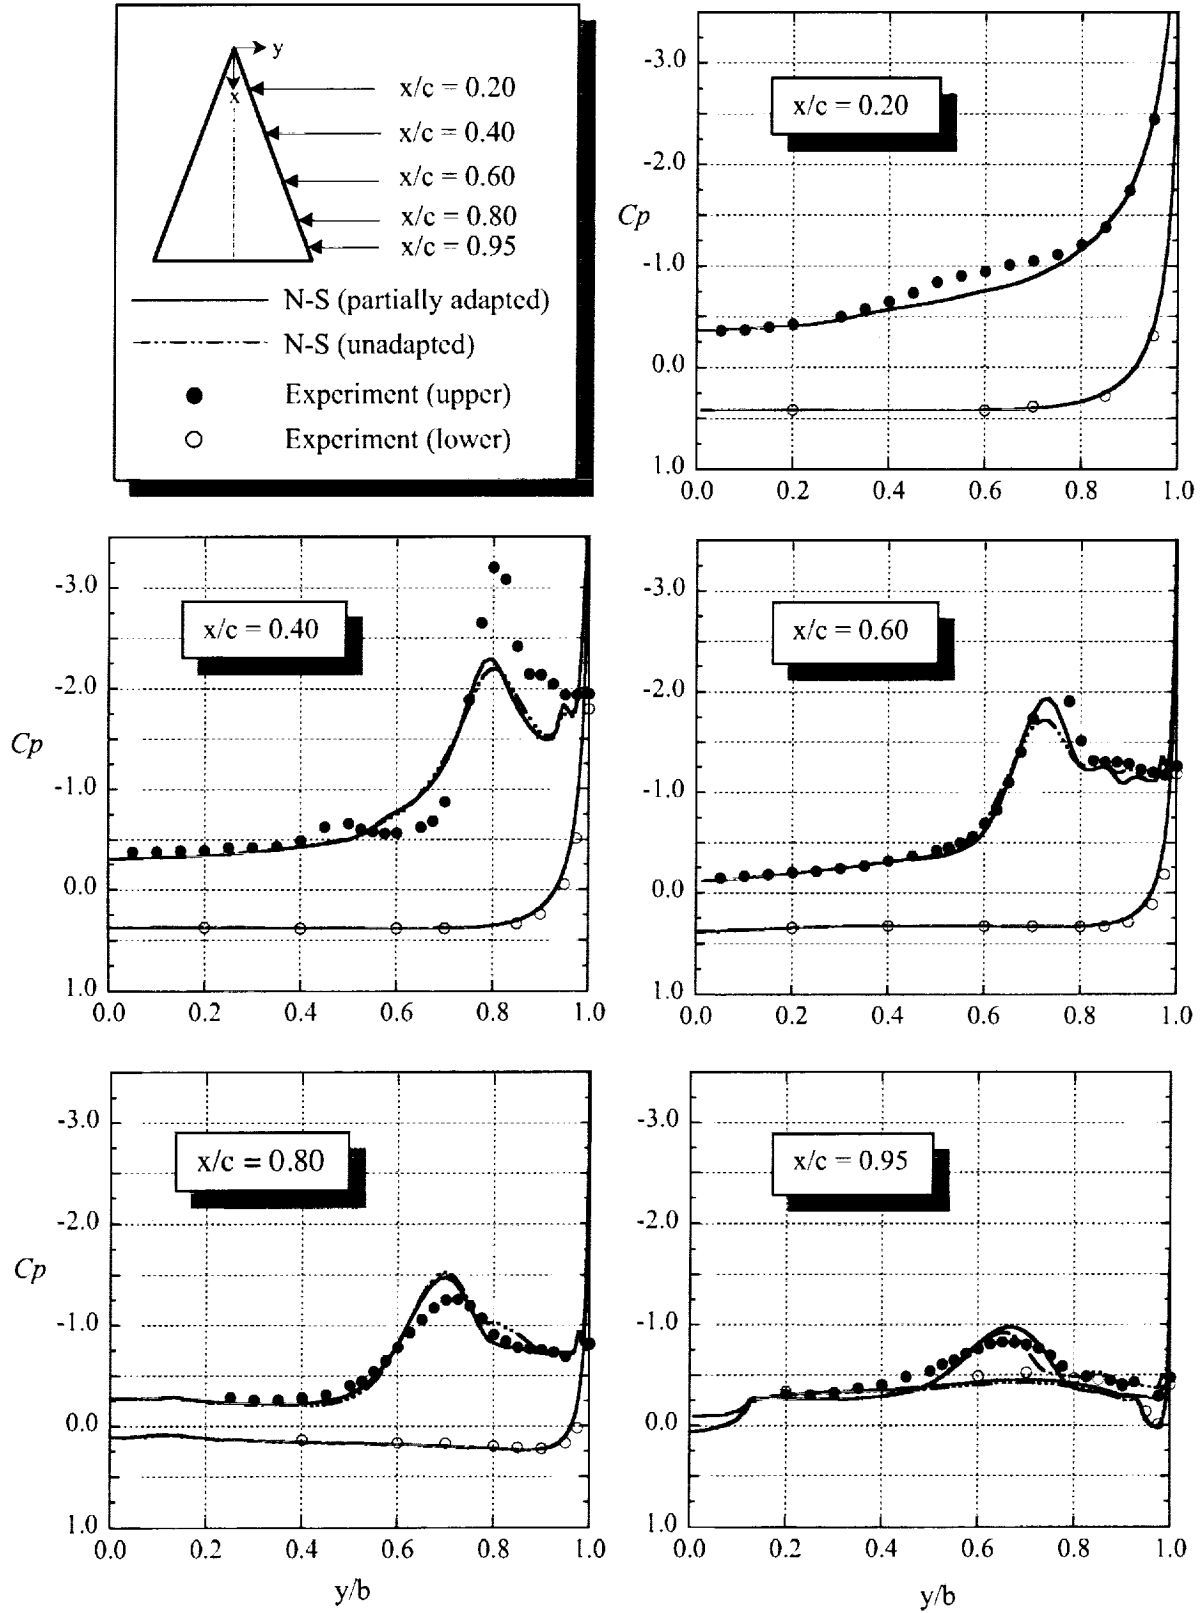 y
x
x/c = 0.20
x/c = 0.40
x/c = 0.60
x/c = 0.80
x/c = 0.95
N-S (partially adapted)
N-S (unadapted)
Experiment (upper)
Experiment (lower)
-3.0
-2.0
Cp
-1.0
0.0
1.0
x/c = 0.20
0.0 0.2 0.4 0.6 0.8 1.0
-3.0
-2.0
Cp
-1.0
0.0
1.0
x/c = 0.40
0.0 0.2 0.4 0.6 0.8 1.0
-3.0
-2.0
-1.0
0.0
1.0
x/c = 0.60
0.0 0.2 0.4 0.6 0.8 1.0
-3.0
-2.0
Cp
-1.0
0.0
1.0
x/c = 0.80
0.0 0.2 0.4 0.6 0.8 1.0
y/b
-3.0
-2.0
-1.0
0.0
1.0
x/c = 0.95
0.0 0.2 0.4 0.6 0.8 1.0
y/b